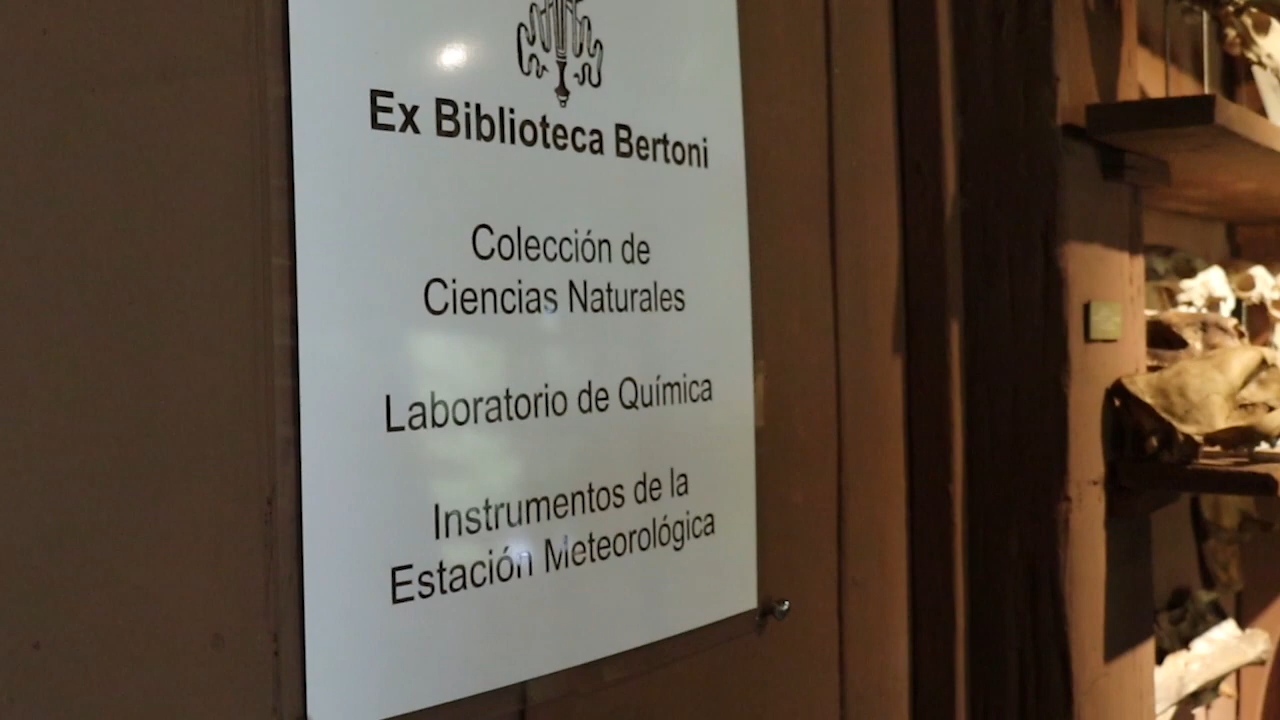 Ex Biblioteca Bertoni
Colección de
Ciencias Naturales
Laboratorio de Química
Instrumentos de la
Estación Meteorológica